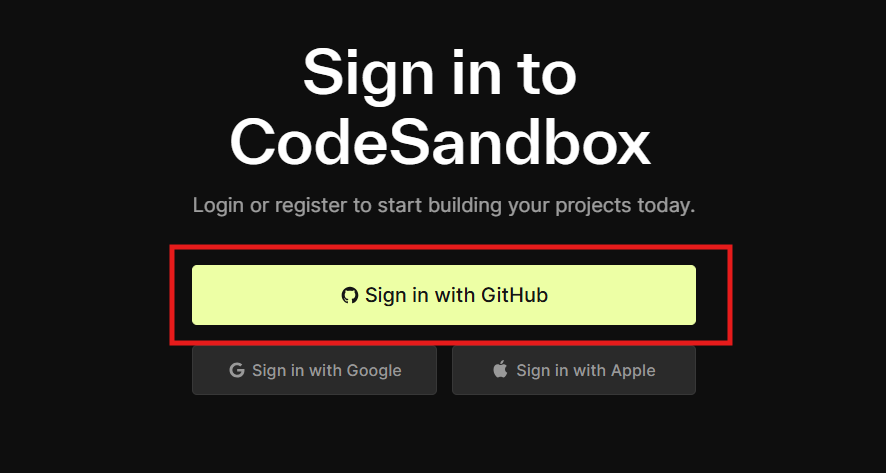 Sign in to
CodeSandbox
Login or register to start building your projects today.
Sign in with GitHub
Sign in with Google
Sign in with Apple